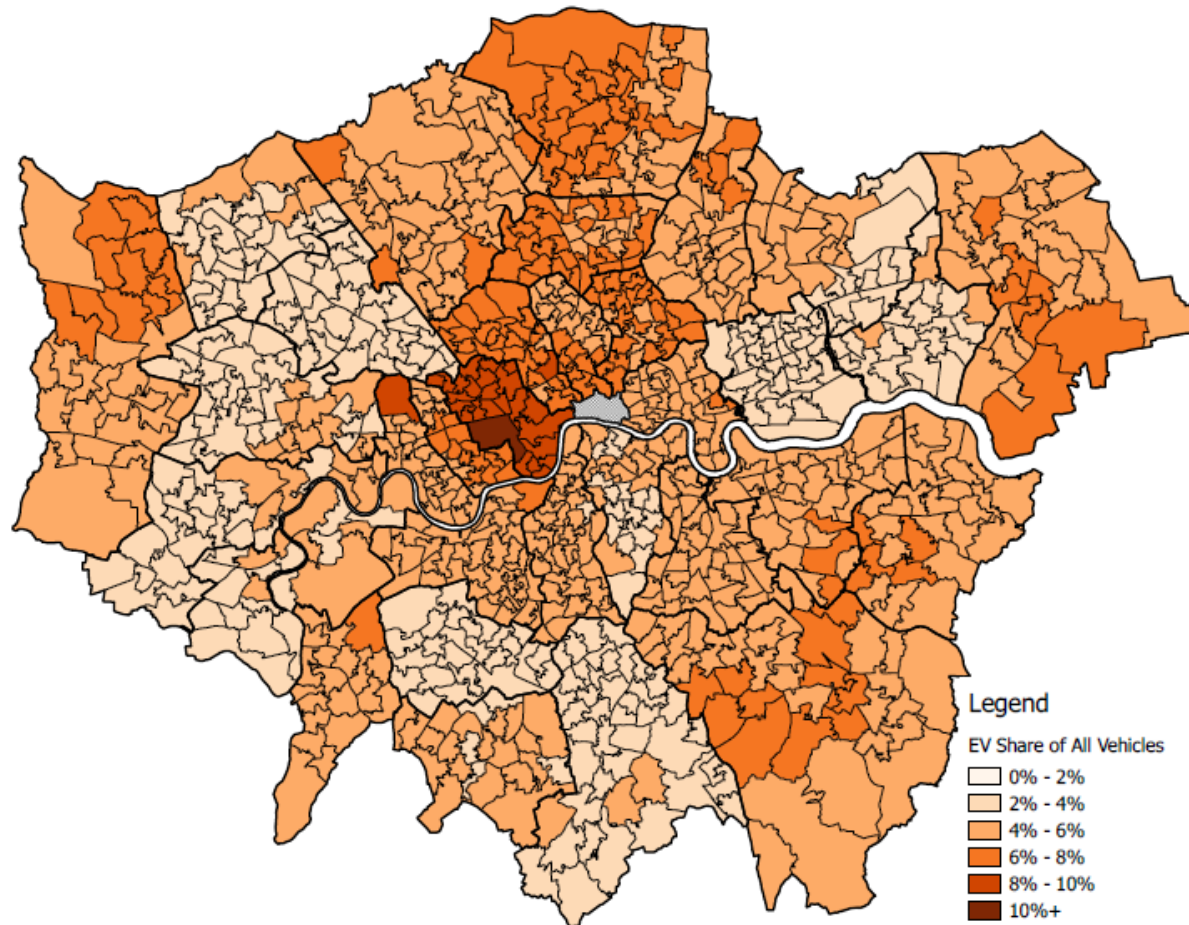 Legend
EV Share of All Vehicles
0% - 2%
2% - 4%
4% - 6%
6% - 8%
8% - 10%
10%+